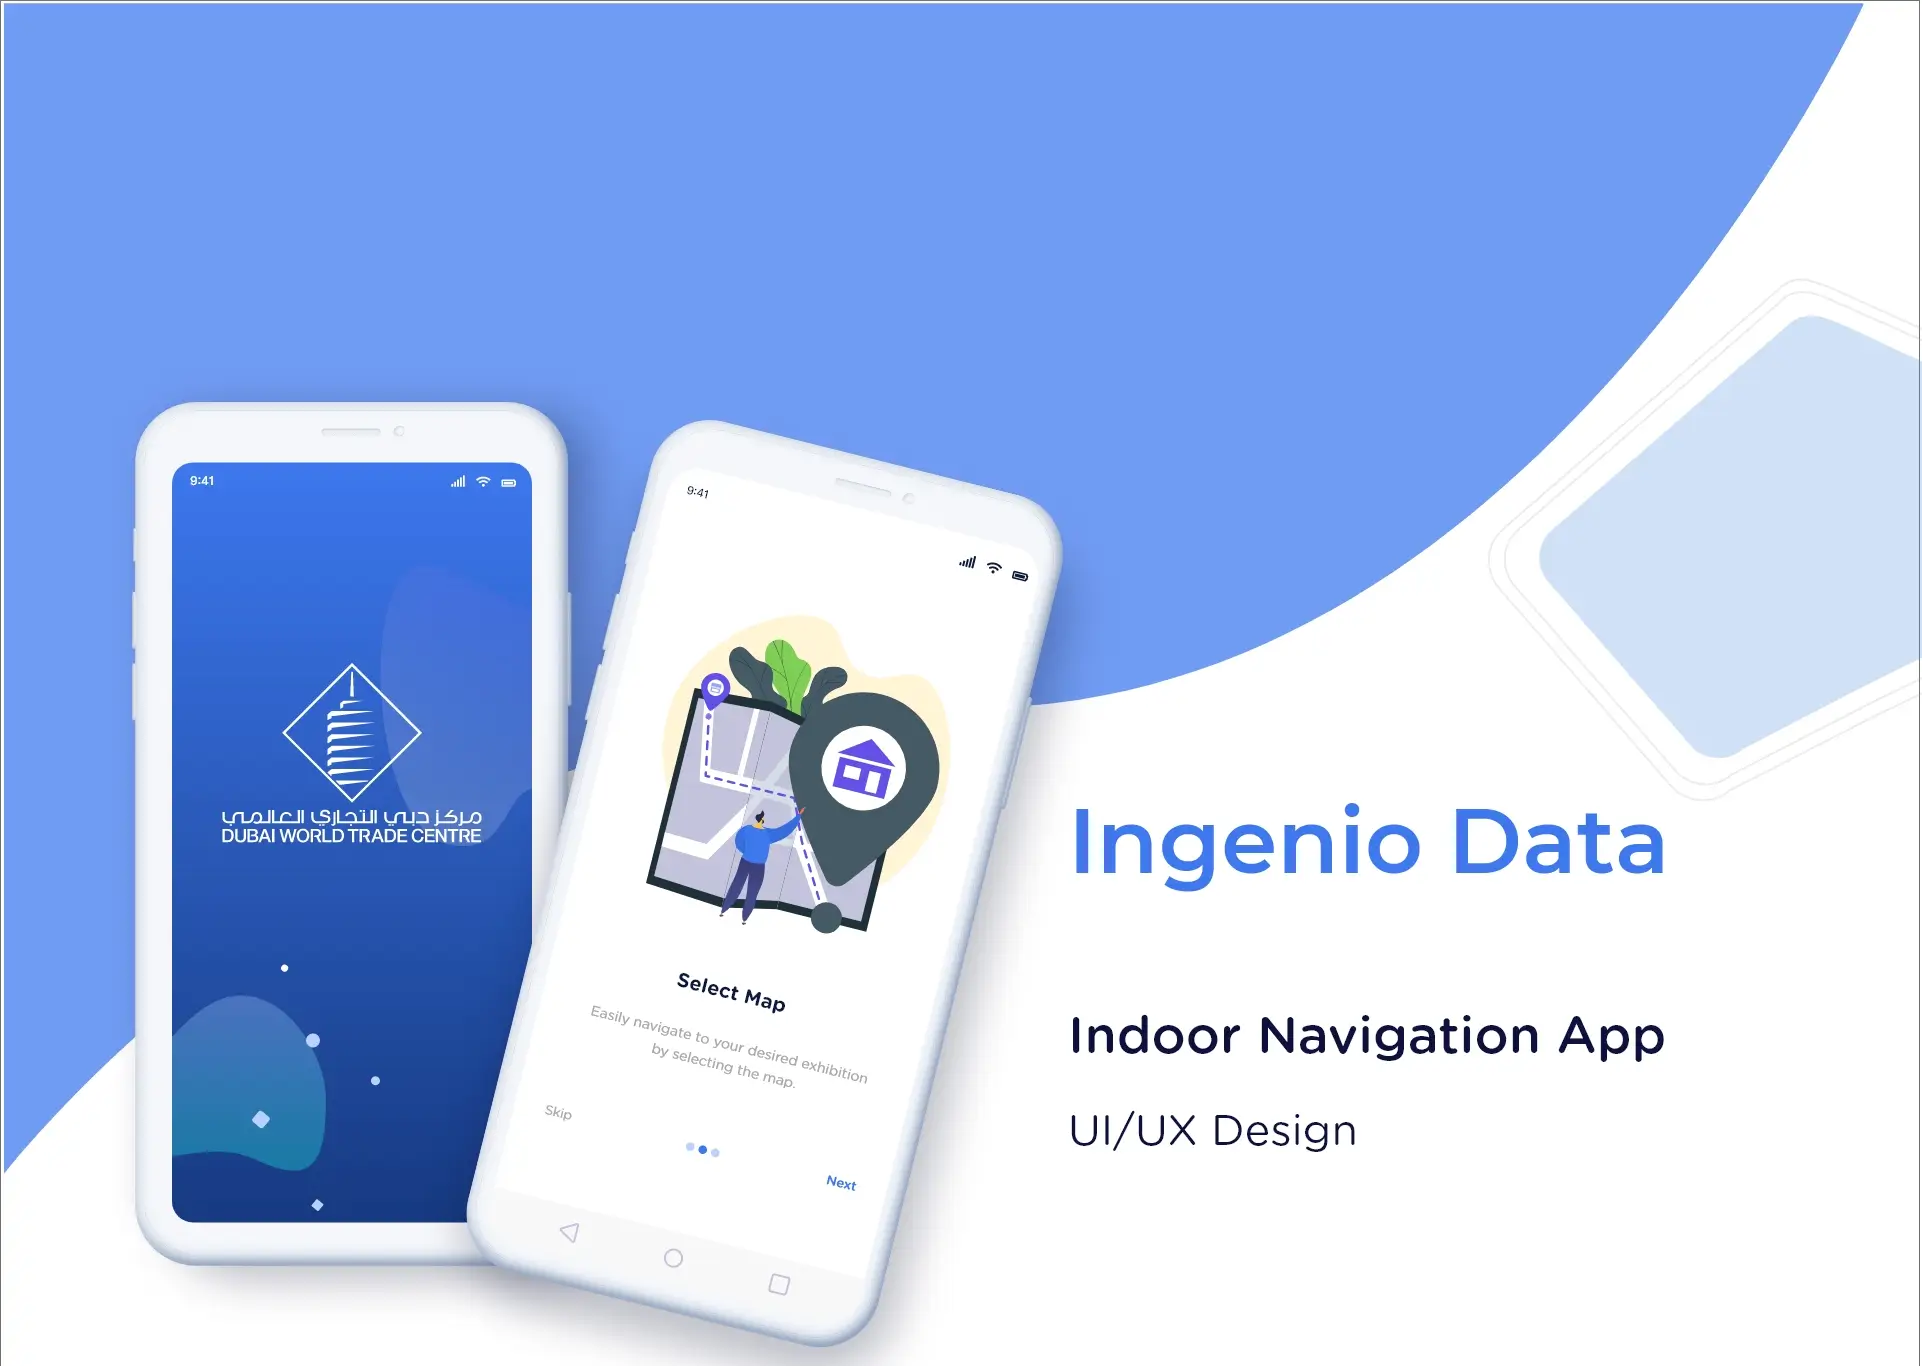 9:41
مركز دبي التجاري العالمي
DUBAI WORLD TRADE CENTRE
9:41
Select Map
Easily navigate to your desired exhibition
by selecting the map.
Skip
Next
Ingenio Data
Indoor Navigation App
UI/UX Design